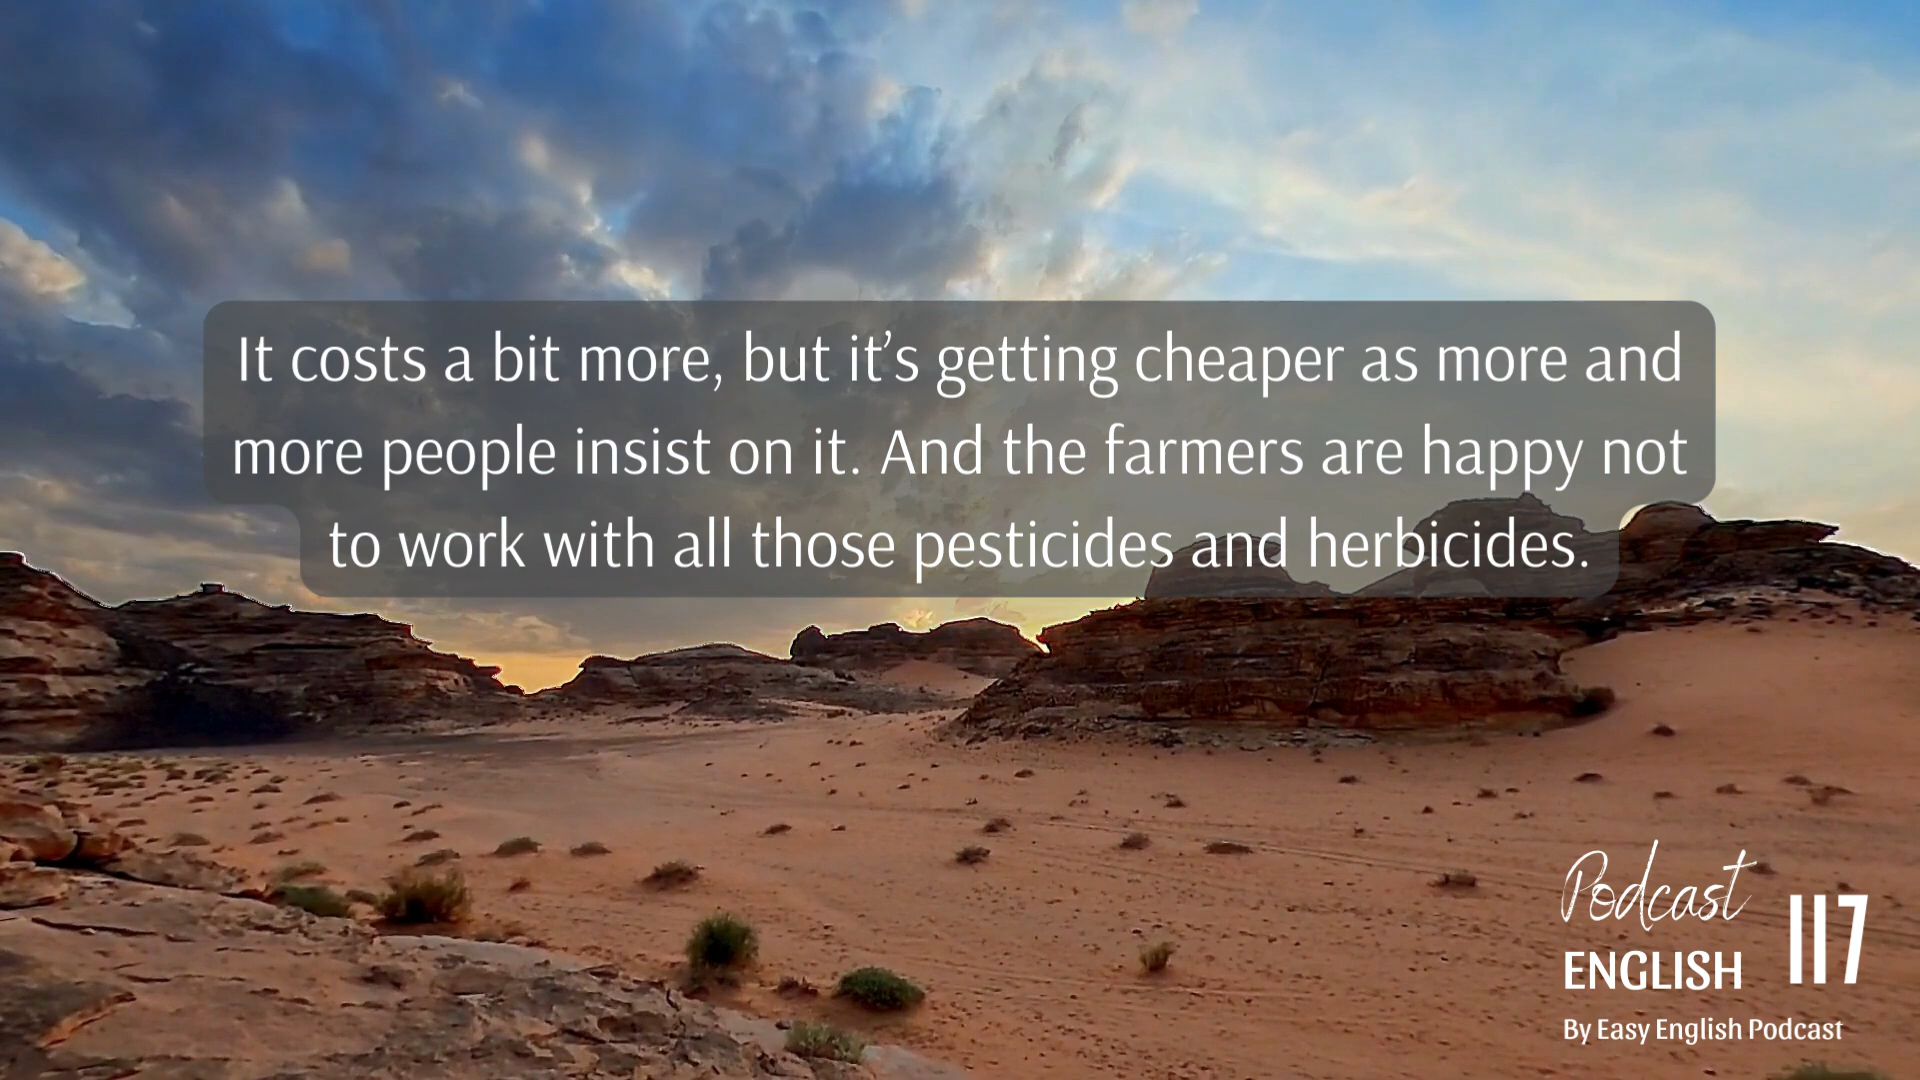 It costs a bit more, but it’s getting cheaper as more and
more people insist on it. And the farmers are happy not
to work with all those pesticides and herbicides.
Podcast
ENGLISH
117
By Easy English Podcast